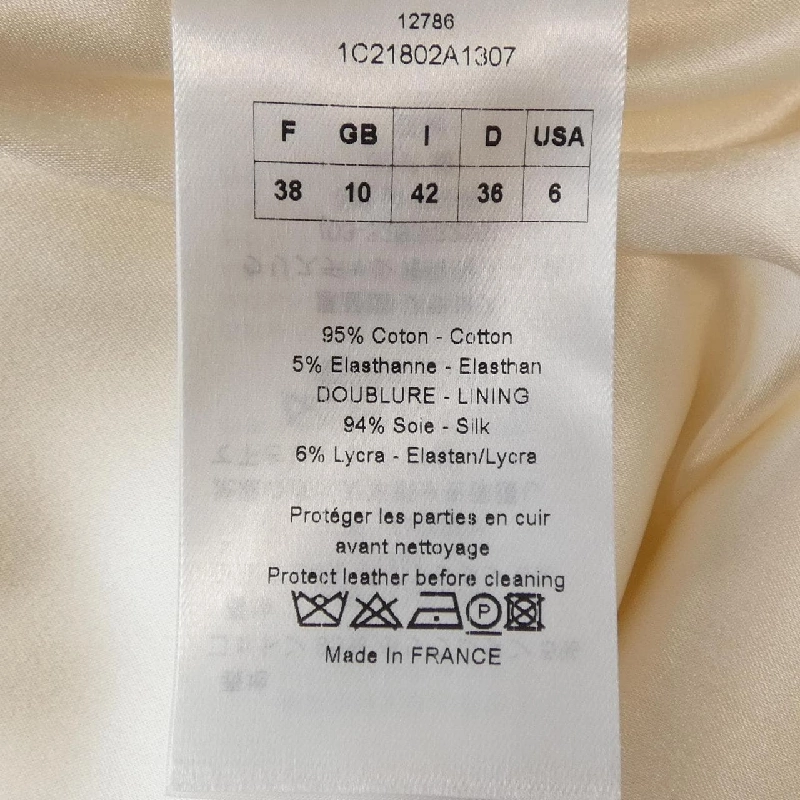 12786
1C21802A1307
F GB I D USA
38 10 42 36 6
95% Coton - Cotton
5% Elasthanne - Elasthan
DOUBLURE - LINING
94% Soie - Silk
6% Lycra - Elastan/Lycra
Protéger les parties en cuir
avant nettoyage
Protect leather before cleaning
P
Made In FRANCE